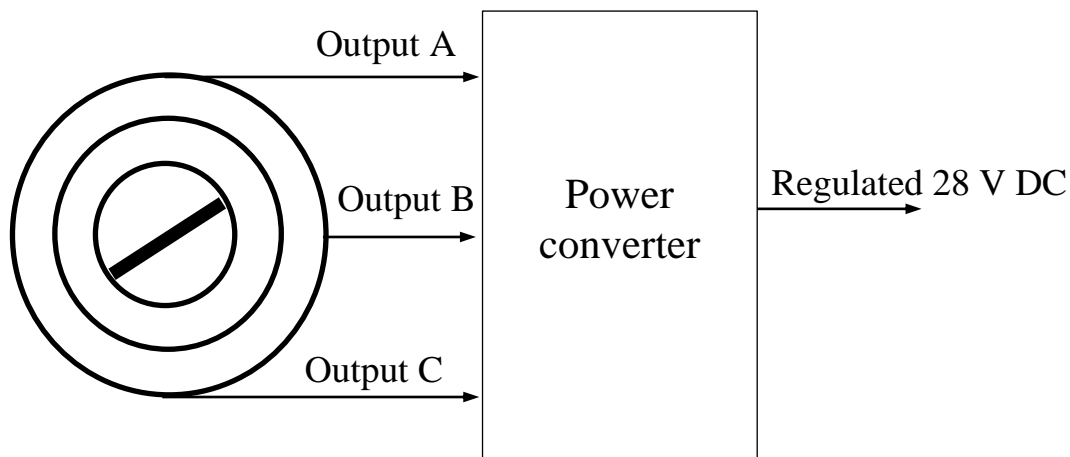 Output A
Output B
Power
converter
Regulated 28 V DC
Output C